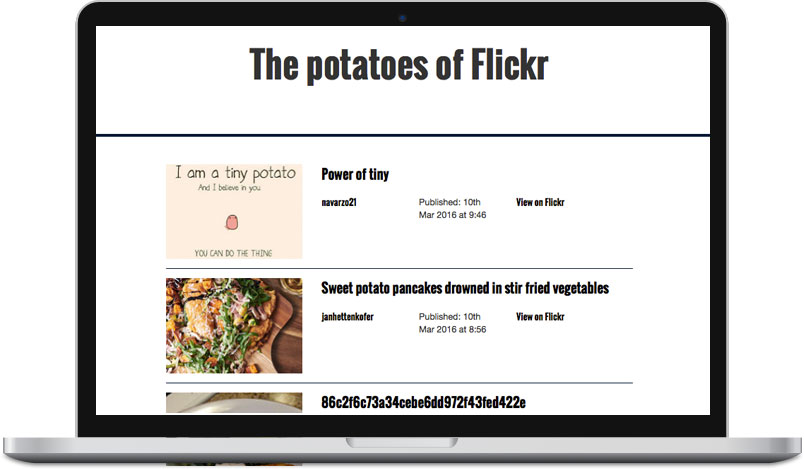 The potatoes of Flickr
I am a tiny potato
And I believe in you
YOU CAN DO THE THING
Power of tiny
navarzo21
Published: 10th
Mar 2016 at 9:46
View on Flickr
Sweet potato pancakes drowned in stir fried vegetables
janhettenkofer
Published: 10th
Mar 2016 at 8:56
View on Flickr
86c2f6c73a34cebe6dd972f43fed422e